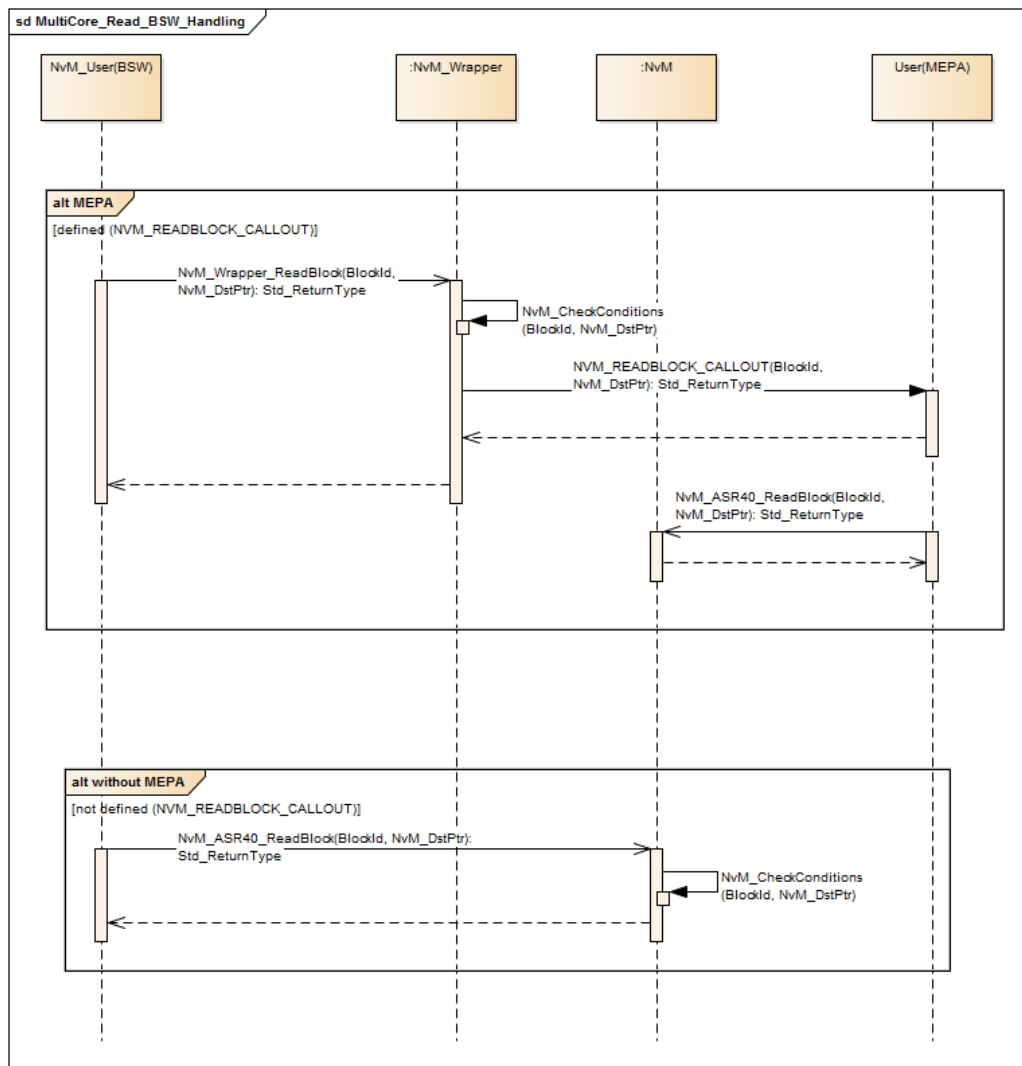 sd MultiCore_Read_BSW_Handling
NvM_User(BSW)
:NvM_Wrapper
:NvM
User(MEPA)
alt MEPA
[defined (NVM_READBLOCK_CALLOUT)]
NvM_Wrapper_ReadBlock(BlockId,
NvM_DstPtr): Std_ReturnType
NvM_CheckConditions
(BlockId, NvM_DstPtr)
NVM_READBLOCK_CALLOUT(BlockId,
NvM_DstPtr): Std_ReturnType
NvM_ASR40_ReadBlock(BlockId,
NvM_DstPtr): Std_ReturnType
alt without MEPA
[not defined (NVM_READBLOCK_CALLOUT)]
NvM_ASR40_ReadBlock(BlockId, NvM_DstPtr):
Std_ReturnType
NvM_CheckConditions
(BlockId, NvM_DstPtr)